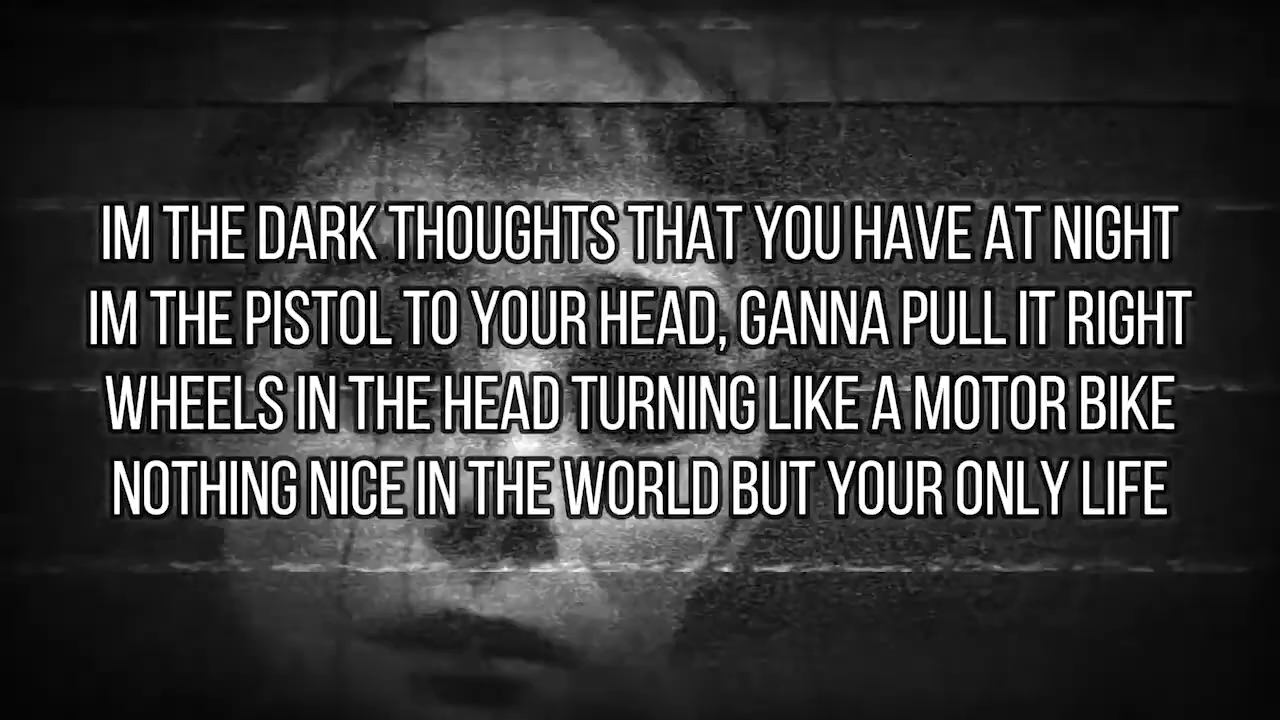 IM THE DARK THOUGHTS THAT YOU HAVE AT NIGHT
IM THE PISTOL TO YOUR HEAD, GANNA PULL IT RIGHT
WHEELS IN THE HEAD TURNING LIKE A MOTOR BIKE
NOTHING NICE IN THE WORLD BUT YOUR ONLY LIFE